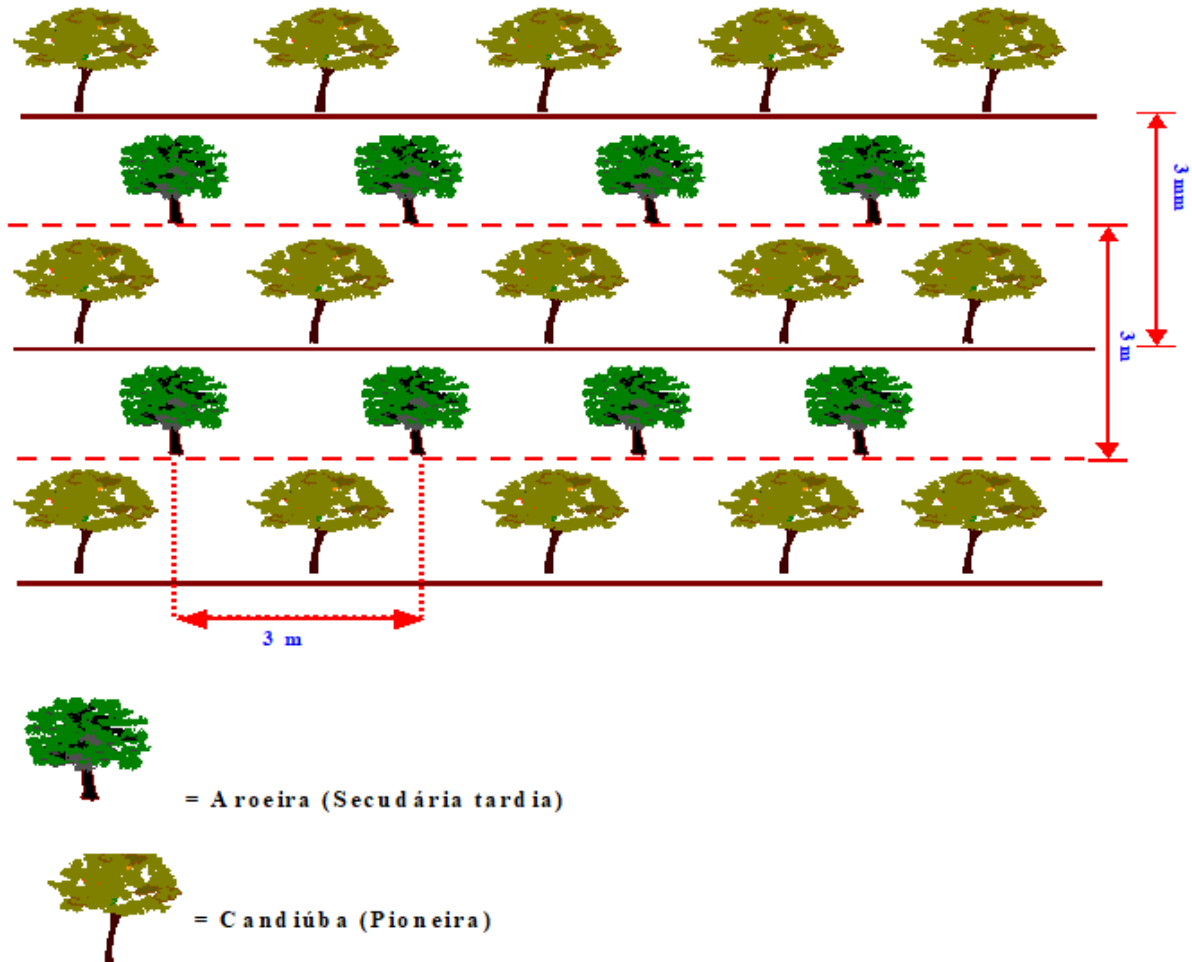 3 mm
3 m
3 m
= Aroeira (Secudária tardia)
= Candiúba (Pioneira)